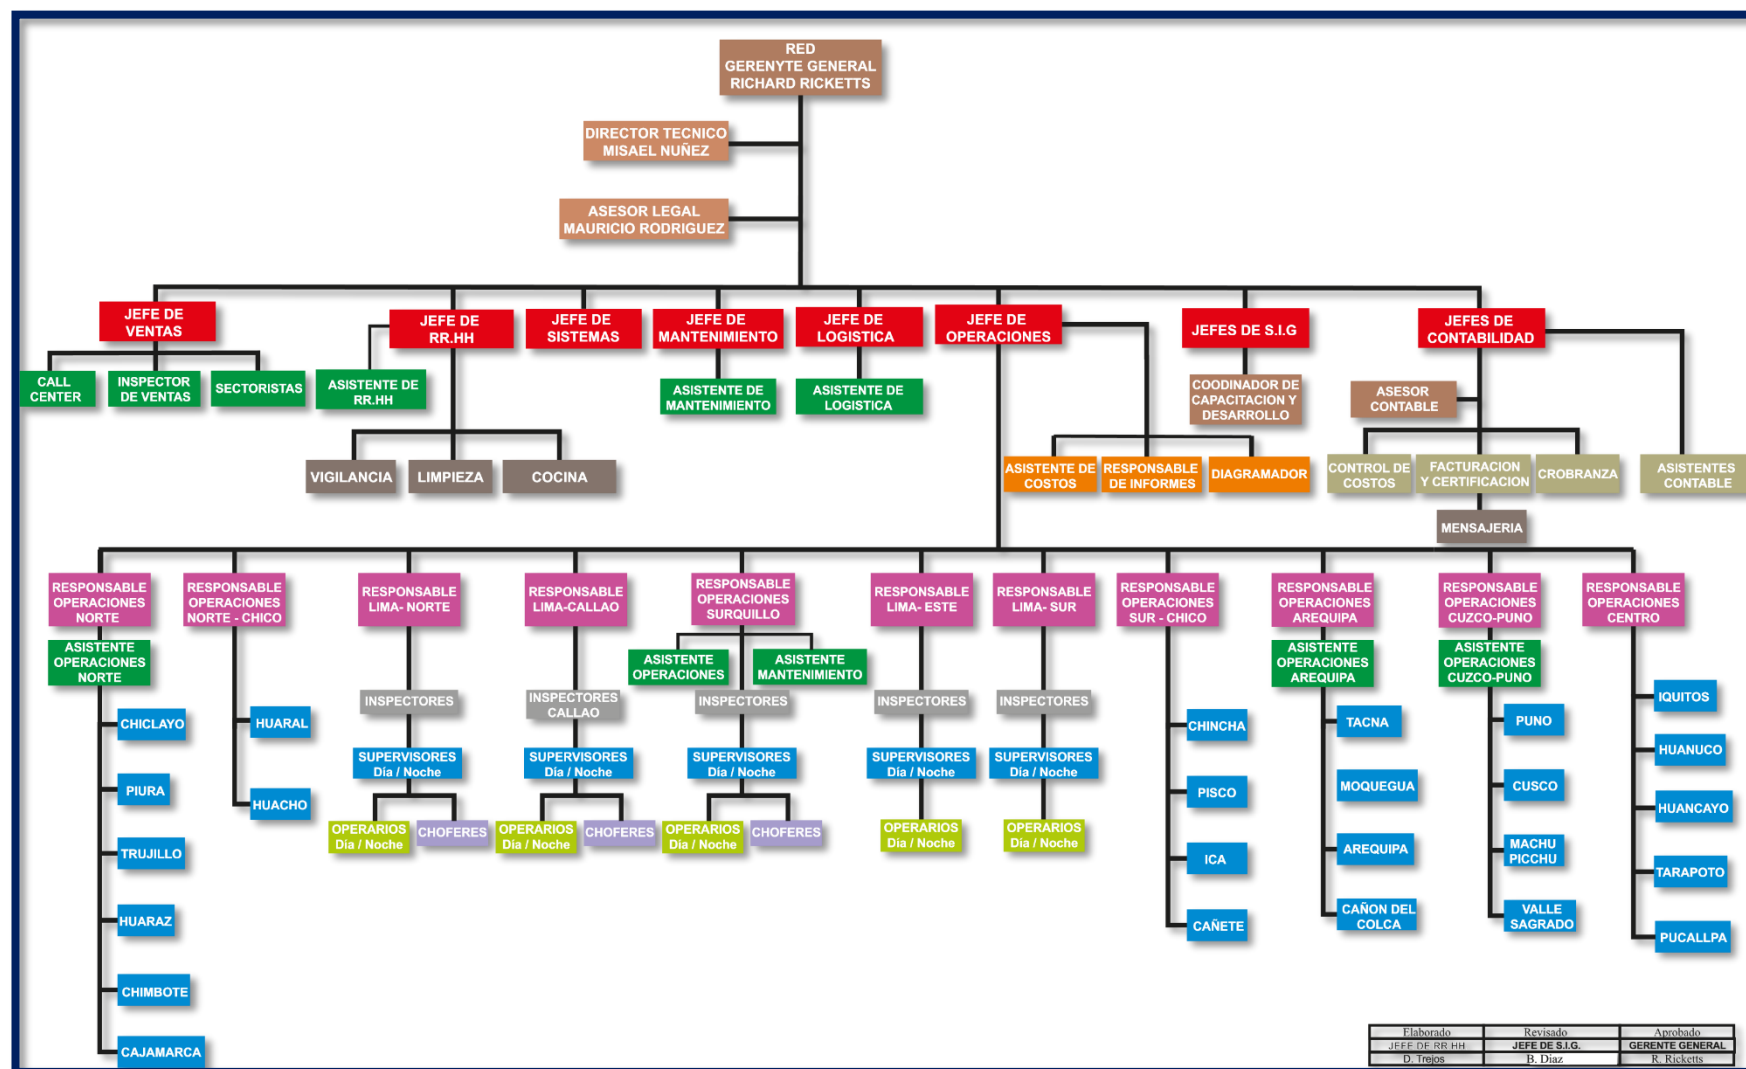 RED
GERENYTE GENERAL
RICHARD RICKETTS
DIRECTOR TECNICO
MISAEL NUÑEZ
ASESOR LEGAL
MAURICIO RODRIGUEZ
JEFE DE
VENTAS
JEFE DE
RR.HH
JEFE DE
SISTEMAS
JEFE DE
MANTENIMIENTO
JEFE DE
LOGISTICA
JEFE DE
OPERACIONES
JEFES DE S.I.G
JEFES DE
CONTABILIDAD
CALL
CENTER
INSPECTOR
DE VENTAS
SECTORISTAS
ASISTENTE DE
RR.HH
ASISTENTE DE
MANTENIMIENTO
ASISTENTE DE
LOGISTICA
COODINADOR DE
CAPACITACION Y
DESARROLLO
ASESOR
CONTABLE
VIGILANCIA
LIMPIEZA
COCINA
ASISTENTE DE
COSTOS
RESPONSABLE
DE INFORMES
DIAGRAMADOR
CONTROL DE
COSTOS
FACTURACION
Y CERTIFICACION
CROBRANZA
ASISTENTES
CONTABLE
MENSAJERIA
RESPONSABLE
OPERACIONES
NORTE
RESPONSABLE
OPERACIONES
NORTE - CHICO
RESPONSABLE
LIMA- NORTE
RESPONSABLE
LIMA-CALLAO
RESPONSABLE
OPERACIONES
SURQUILLO
RESPONSABLE
LIMA- ESTE
RESPONSABLE
LIMA- SUR
RESPONSABLE
OPERACIONES
SUR - CHICO
RESPONSABLE
OPERACIONES
AREQUIPA
RESPONSABLE
OPERACIONES
CUZCO-PUNO
RESPONSABLE
OPERACIONES
CENTRO
ASISTENTE
OPERACIONES
NORTE
ASISTENTE
OPERACIONES
ASISTENTE
MANTENIMIENTO
ASISTENTE
OPERACIONES
AREQUIPA
ASISTENTE
OPERACIONES
CUZCO-PUNO
CHICLAYO
PIURA
TRUJILLO
HUARAZ
CHIMBOTE
CAJAMARCA
HUARAL
HUACHO
INSPECTORES
SUPERVISORES
Día / Noche
OPERARIOS
Día / Noche
CHOFERES
INSPECTORES
CALLAO
SUPERVISORES
Día / Noche
OPERARIOS
Día / Noche
CHOFERES
INSPECTORES
SUPERVISORES
Día / Noche
OPERARIOS
Día / Noche
CHOFERES
INSPECTORES
SUPERVISORES
Día / Noche
OPERARIOS
Día / Noche
INSPECTORES
SUPERVISORES
Día / Noche
OPERARIOS
Día / Noche
CHINCHA
PISCO
ICA
CAÑETE
TACNA
MOQUEGUA
AREQUIPA
CAÑON DEL
COLCA
PUNO
CUSCO
MACHU
PICCHU
VALLE
SAGRADO
IQUITOS
HUANUCO
HUANCAYO
TARAPOTO
PUCALLPA
Elaborado Revisado Aprobado
JEFE DE RR.HH JEFE DE S.I.G. GERENTE GENERAL
D. Trejos B. Diaz R. Ricketts